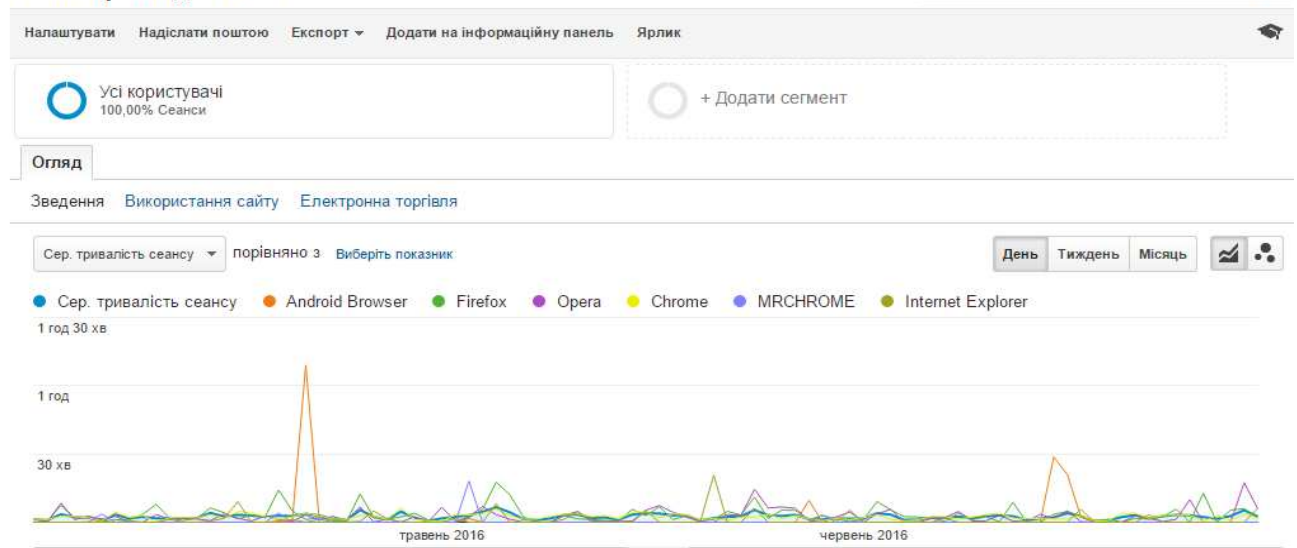 Налаштувати Надіслати поштою Експорт Додати на інформаційну панель Ярлик
Усі користувачі
100,00% Сеанси
+ Додати сегмент
Огляд
Зведення Використання сайту Електронна торгівля
Сер. тривалість сеансу порівняно з Виберіть показник День Тиждень Місяць
Сер. тривалість сеансу Android Browser Firefox Opera Chrome MRCHROME Internet Explorer
1 год 30 хв
1 год
30 хв
травень 2016 червень 2016